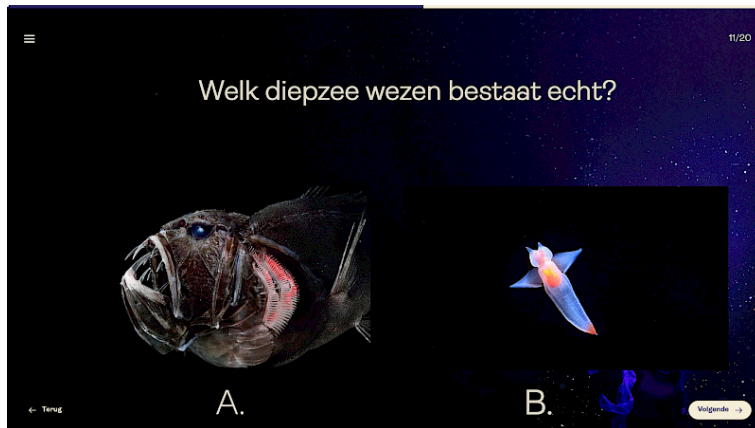 11/20
Welk diepzee wezen bestaat echt?
A.
B.
← Terug
Volgende →